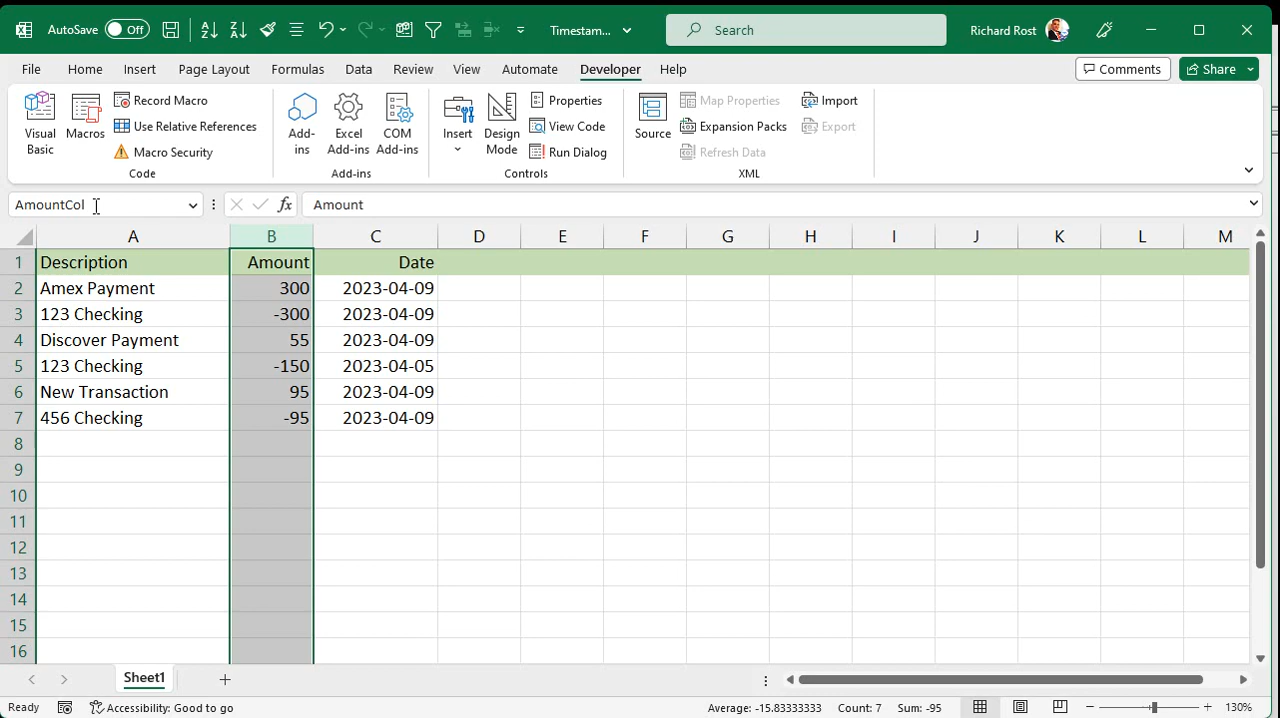 AutoSave Off Timestam... Search Richard Rost
File Home Insert Page Layout Formulas Data Review View Automate Developer Help Comments Share
Visual Basic
Macros
Record Macro
Use Relative References
Macro Security
Code
Add-ins
Excel Add-ins
COM Add-ins
Add-ins
Insert
Design Mode
Properties
View Code
Run Dialog
Controls
Source
Map Properties
Expansion Packs
Refresh Data
Import
Export
XML
AmountCol fx Amount
A B C D E F G H I J K L M
1 Description Amount Date
2 Amex Payment 300 2023-04-09
3 123 Checking -300 2023-04-09
4 Discover Payment 55 2023-04-09
5 123 Checking -150 2023-04-05
6 New Transaction 95 2023-04-09
7 456 Checking -95 2023-04-09
8
9
10
11
12
13
14
15
16
Sheet1
Ready Accessibility: Good to go Average: -15.83333333 Count: 7 Sum: -95 130%